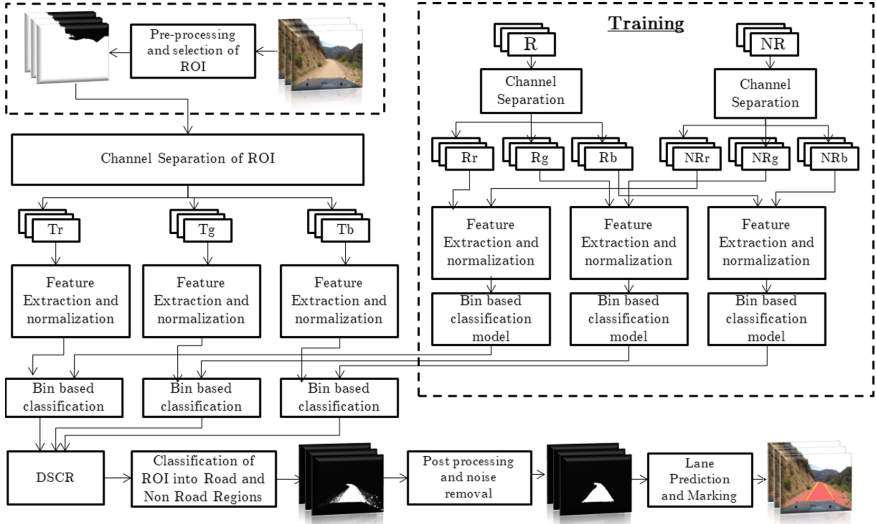 Pre-processing
and selection of
ROI
Training
R
NR
Channel
Separation
Channel
Separation
Channel Separation of ROI
Rr
Rg
Rb
NRr
NRg
NRb
Tr
Tg
Tb
Feature
Extraction and
normalization
Feature
Extraction and
normalization
Feature
Extraction and
normalization
Feature
Extraction and
normalization
Feature
Extraction and
normalization
Feature
Extraction and
normalization
Bin based
classification
model
Bin based
classification
model
Bin based
classification
model
Bin based
classification
Bin based
classification
Bin based
classification
DSCR
Classification of
ROI into Road and
Non Road Regions
Post processing
and noise
removal
Lane
Prediction
and Marking